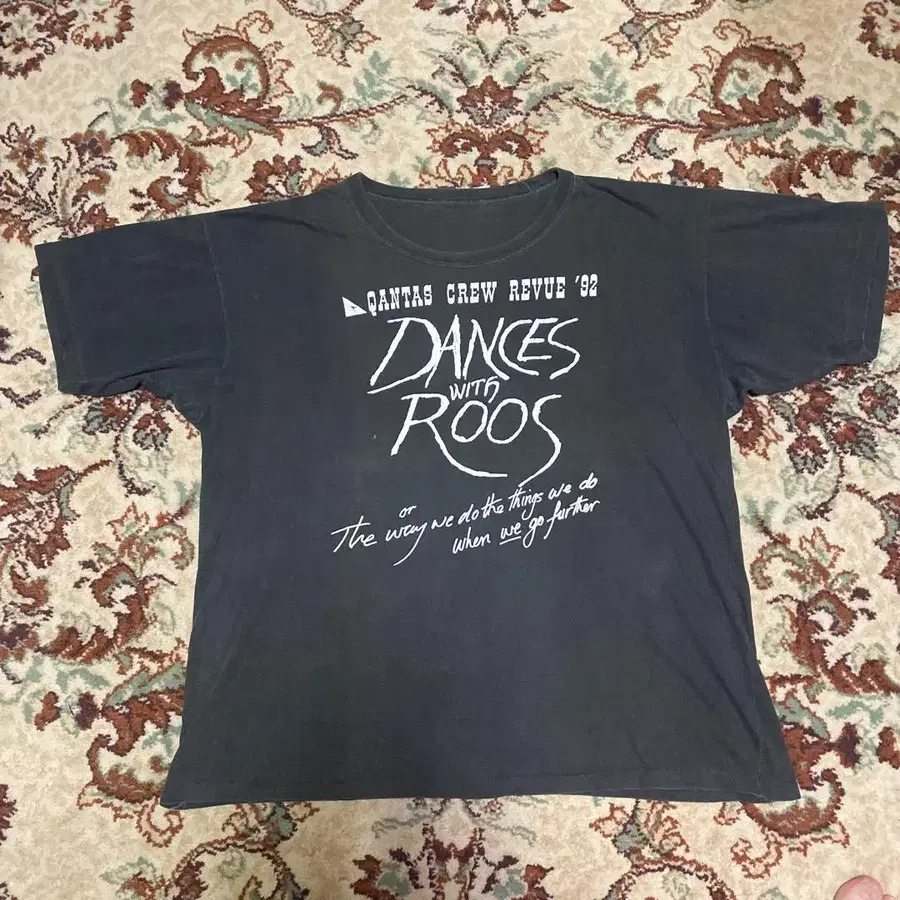 QANTAS CREW REVUE '92
DANCES
WITH
ROOS
or
The way we do the things we do
when we go further